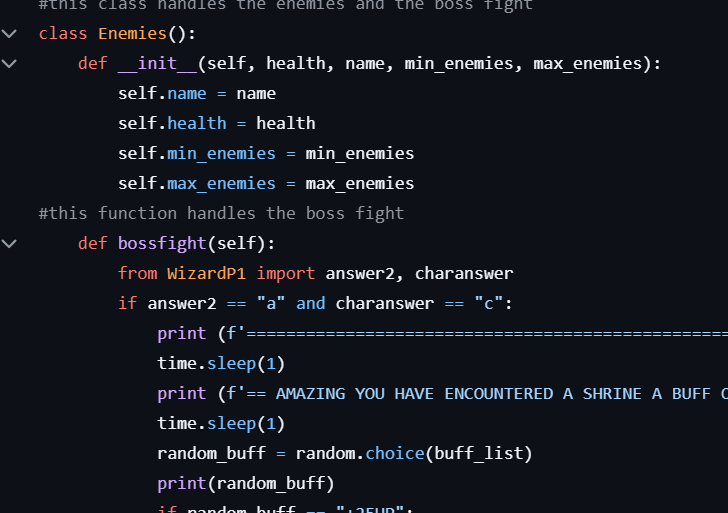 #this class handles the enemies and the boss fight
class Enemies():
def __init__(self, health, name, min_enemies, max_enemies):
self.name = name
self.health = health
self.min_enemies = min_enemies
self.max_enemies = max_enemies
#this function handles the boss fight
def bossfight(self):
from WizardP1 import answer2, charanswer
if answer2 == "a" and charanswer == "c":
print (f'=================================================
time.sleep(1)
print (f'== AMAZING YOU HAVE ENCOUNTERED A SHRINE A BUFF
time.sleep(1)
random_buff = random.choice(buff_list)
print(random_buff)
if random_buff == "+25HP":